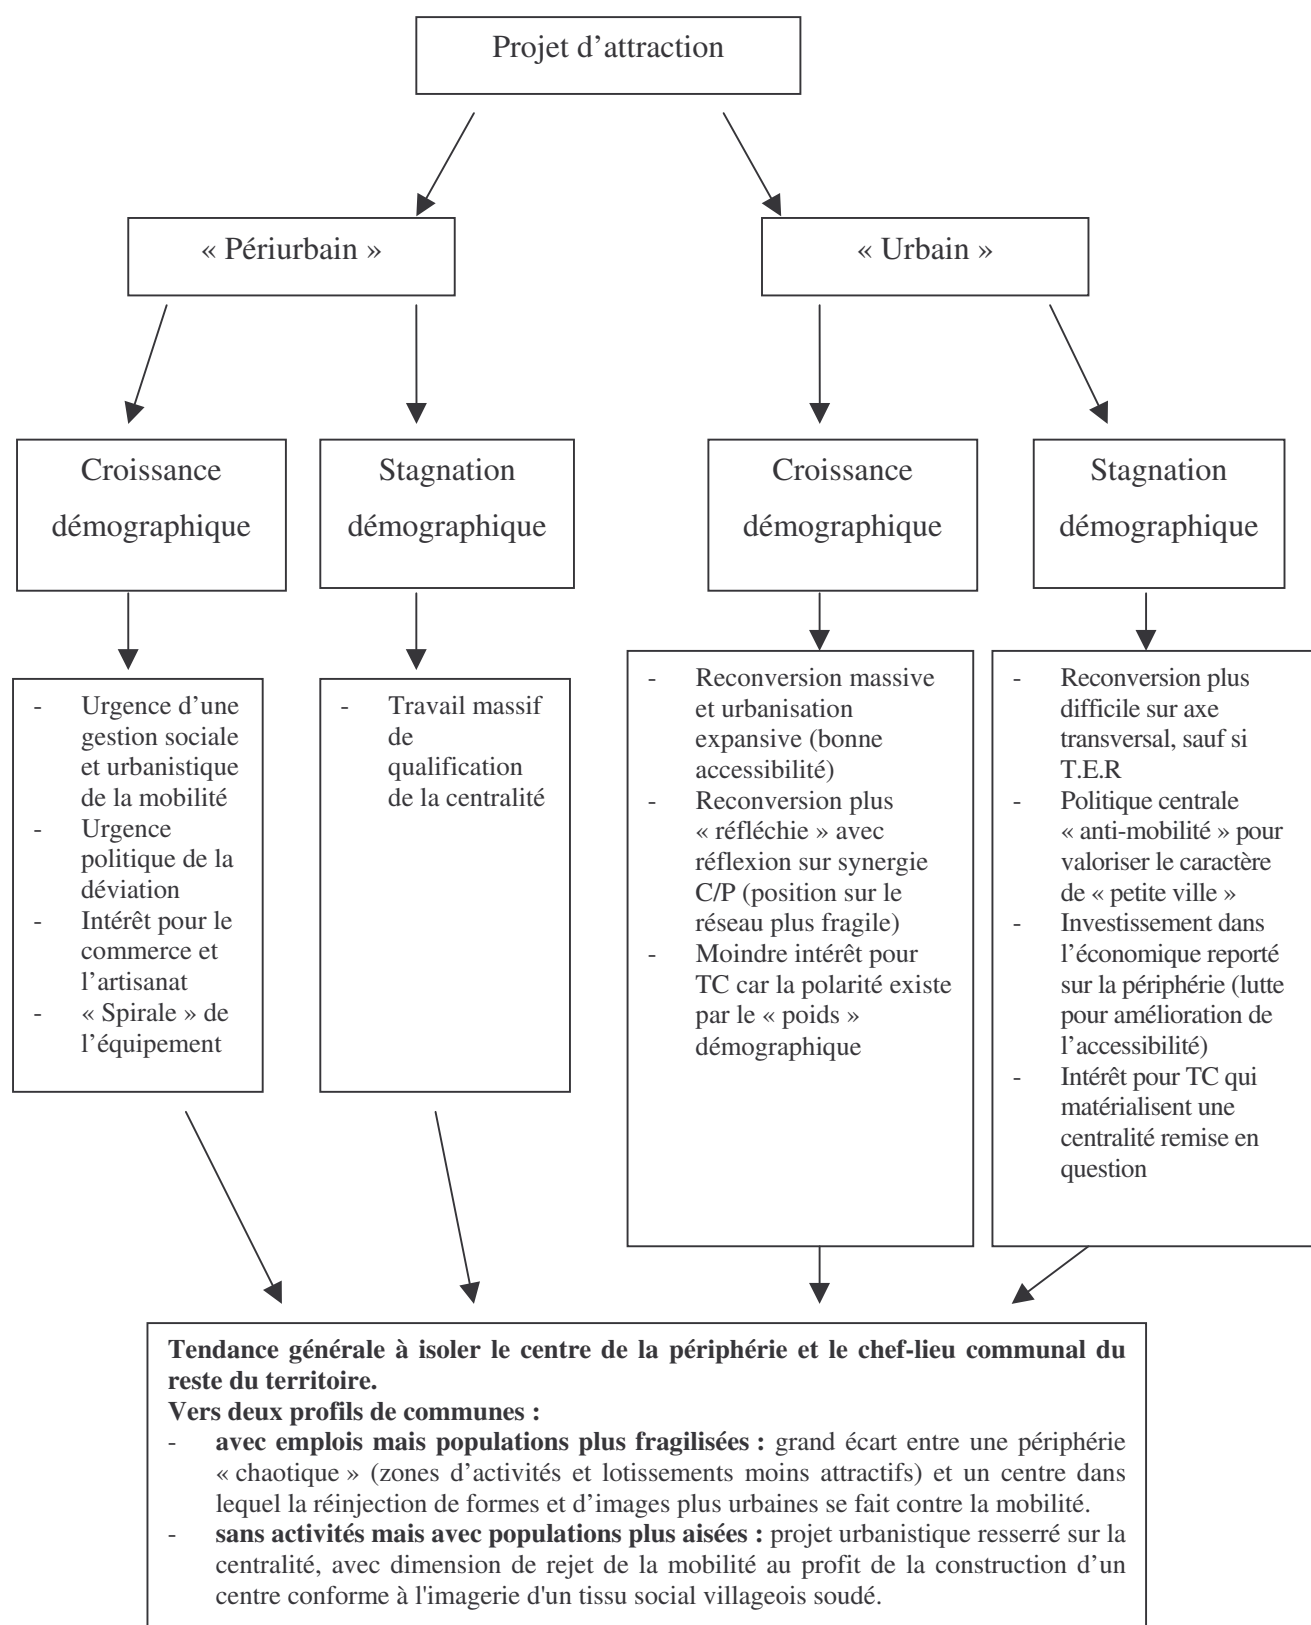 Projet d’attraction
« Périurbain »
« Urbain »
Croissance
démographique
Stagnation
démographique
Croissance
démographique
Stagnation
démographique
- Urgence d’une
gestion sociale
et urbanistique
de la mobilité
- Urgence
politique de la
déviation
- Intérêt pour le
commerce et
l’artisanat
- « Spirale » de
l’équipement
- Travail massif
de
qualification
de la centralité
- Reconversion massive
et urbanisation
expansive (bonne
accessibilité)
- Reconversion plus
« réfléchie » avec
réflexion sur synergie
C/P (position sur le
réseau plus fragile)
- Moindre intérêt pour
TC car la polarité existe
par le « poids »
démographique
- Reconversion plus
difficile sur axe
transversal, sauf si
T.E.R
- Politique centrale
« anti-mobilité » pour
valoriser le caractère
de « petite ville »
- Investissement dans
l’économique reporté
sur la périphérie (lutte
pour amélioration de
l’accessibilité)
- Intérêt pour TC qui
matérialisent une
centralité remise en
question
Tendance générale à isoler le centre de la périphérie et le chef-lieu communal du
reste du territoire.
Vers deux profils de communes :
- avec emplois mais populations plus fragilisées : grand écart entre une périphérie
« chaotique » (zones d’activités et lotissements moins attractifs) et un centre dans
lequel la réinjection de formes et d’images plus urbaines se fait contre la mobilité.
- sans activités mais avec populations plus aisées : projet urbanistique resserré sur la
centralité, avec dimension de rejet de la mobilité au profit de la construction d’un
centre conforme à l'imagerie d'un tissu social villageois soudé.